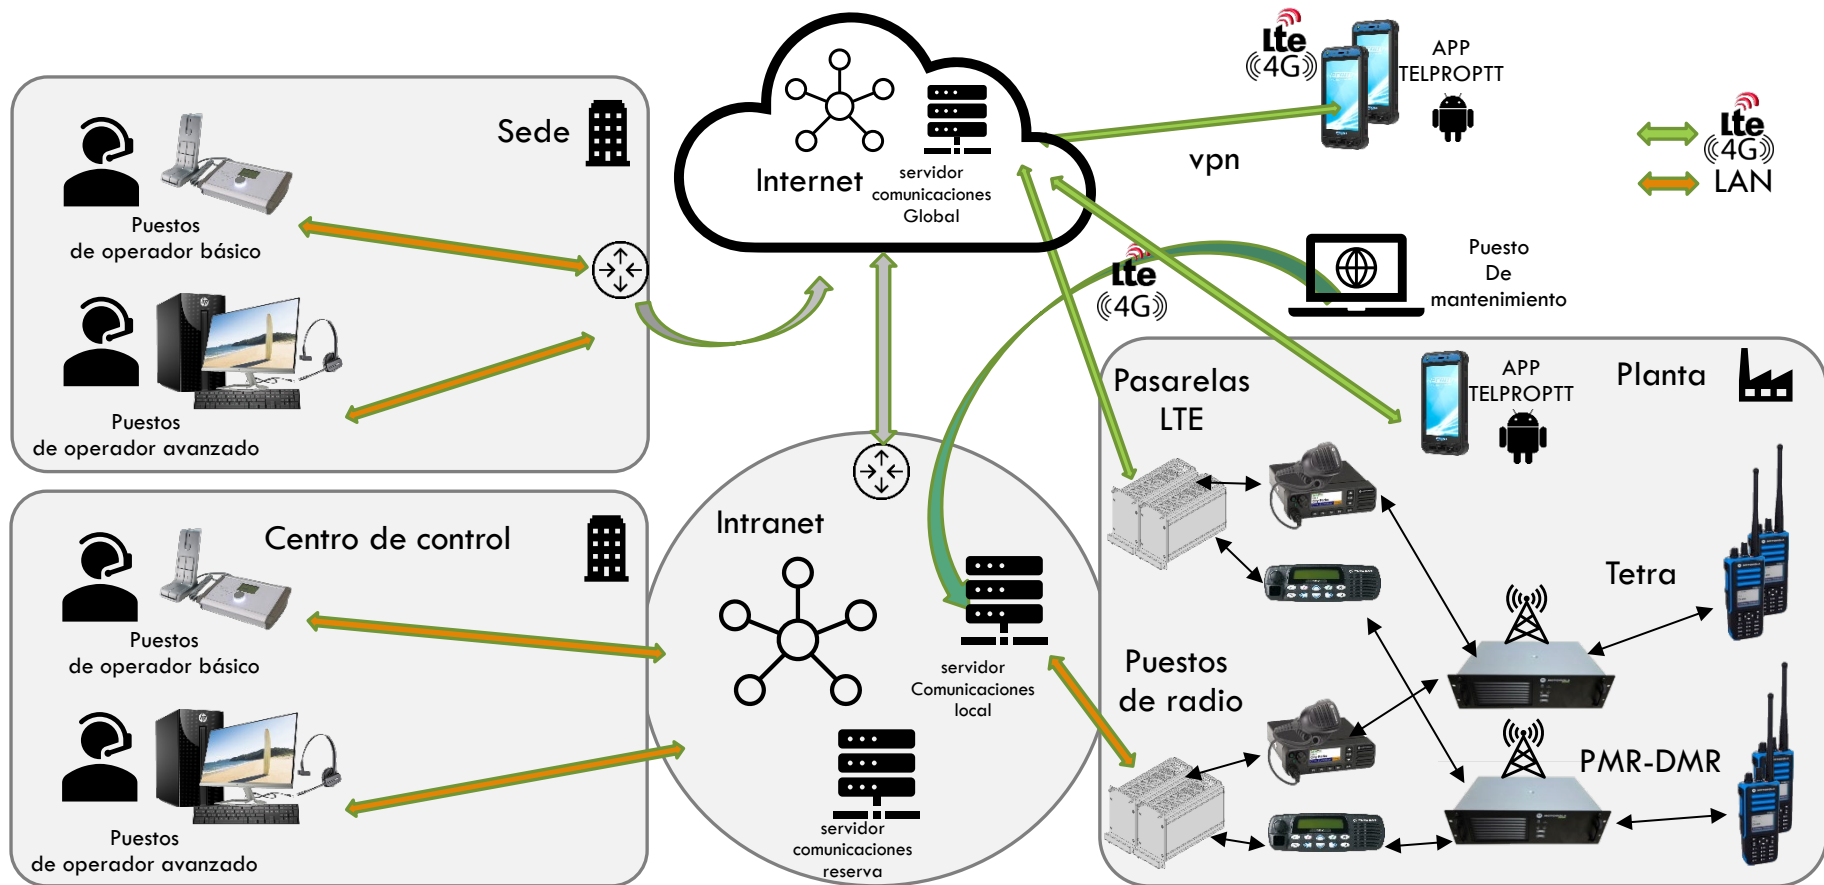 Sede
Puestos
de operador básico
Puestos
de operador avanzado
Internet
servidor
comunicaciones
Global
Lte
4G
APP
TELPROPTT
vpn
Lte
4G
LAN
Lte
4G
Puesto
De
mantenimiento
Centro de control
Puestos
de operador básico
Puestos
de operador avanzado
Intranet
servidor
Comunicaciones
local
servidor
comunicaciones
reserva
Planta
Pasarelas
LTE
APP
TELPROPTT
Tetra
Puestos
de radio
PMR-DMR